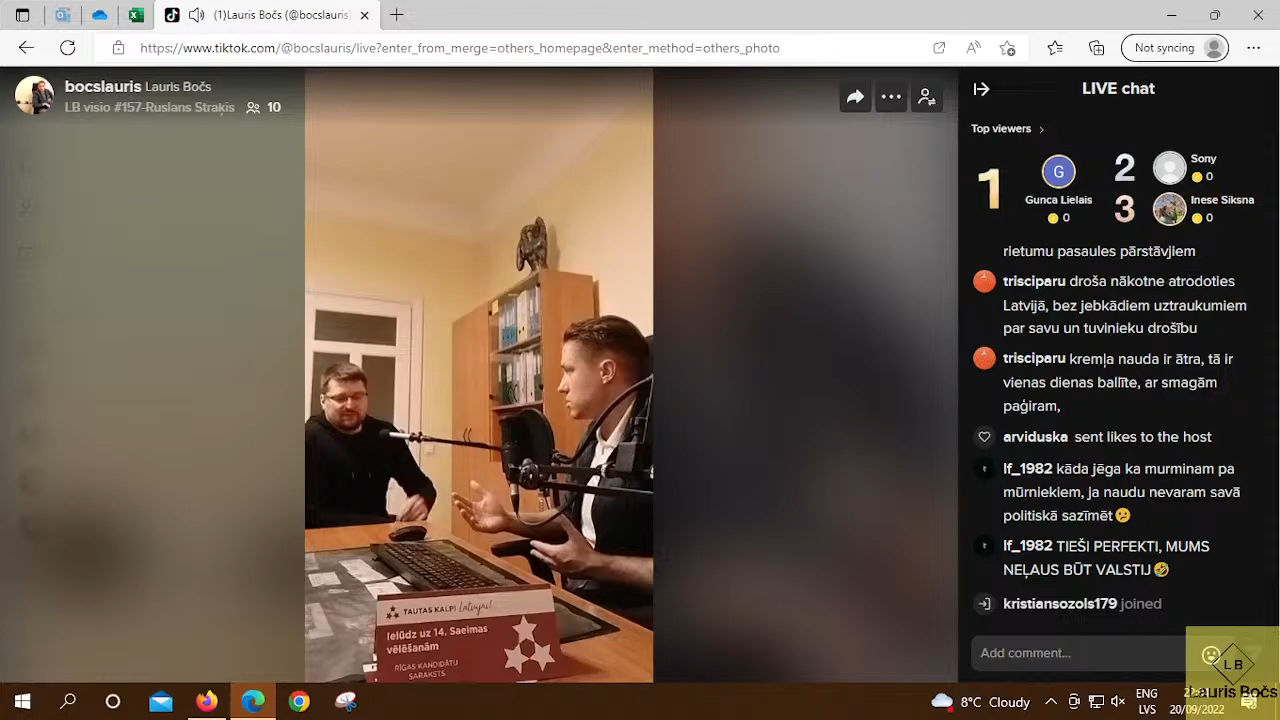 (1)Lauris Bočs (@bocslauris
https://www.tiktok.com/@bocslauris/live?enter_from_merge=others_homepage&enter_method=others_photo
Not syncing
bocslauris Lauris Bočs
LB visio #157-Ruslans Straķis 10
LIVE chat
Top viewers
1
G
Gunca Lielais
0
2
Sony
0
3
Inese Siksna
0
rietumu pasaules pārstāvjiem
trisciparu droša nākotne atrodoties
Latvijā, bez jebkādiem uztraukumiem
par savu un tuvinieku drošību
trisciparu kremļa nauda ir ātra, tā ir
vienas dienas ballīte, ar smagām
paģiram,
arviduska sent likes to the host
lf_1982 kāda jēga ka murminam pa
mūrniekiem, ja naudu nevaram savā
politiskā sazīmēt😕
lf_1982 TIEŠI PERFEKTI, MUMS
NEĻAUS BŪT VALSTIJ🤣
kristiansozols179 joined
Add comment...
TAUTAS KALPI Latvijai!
Ielūdz uz 14. Saeimas
vēlēšanām
RĪGAS KANDIDĀTU
SARAKSTS
LB
Lauris Bočs
8°C Cloudy
ENG
LVS
20/09/2022